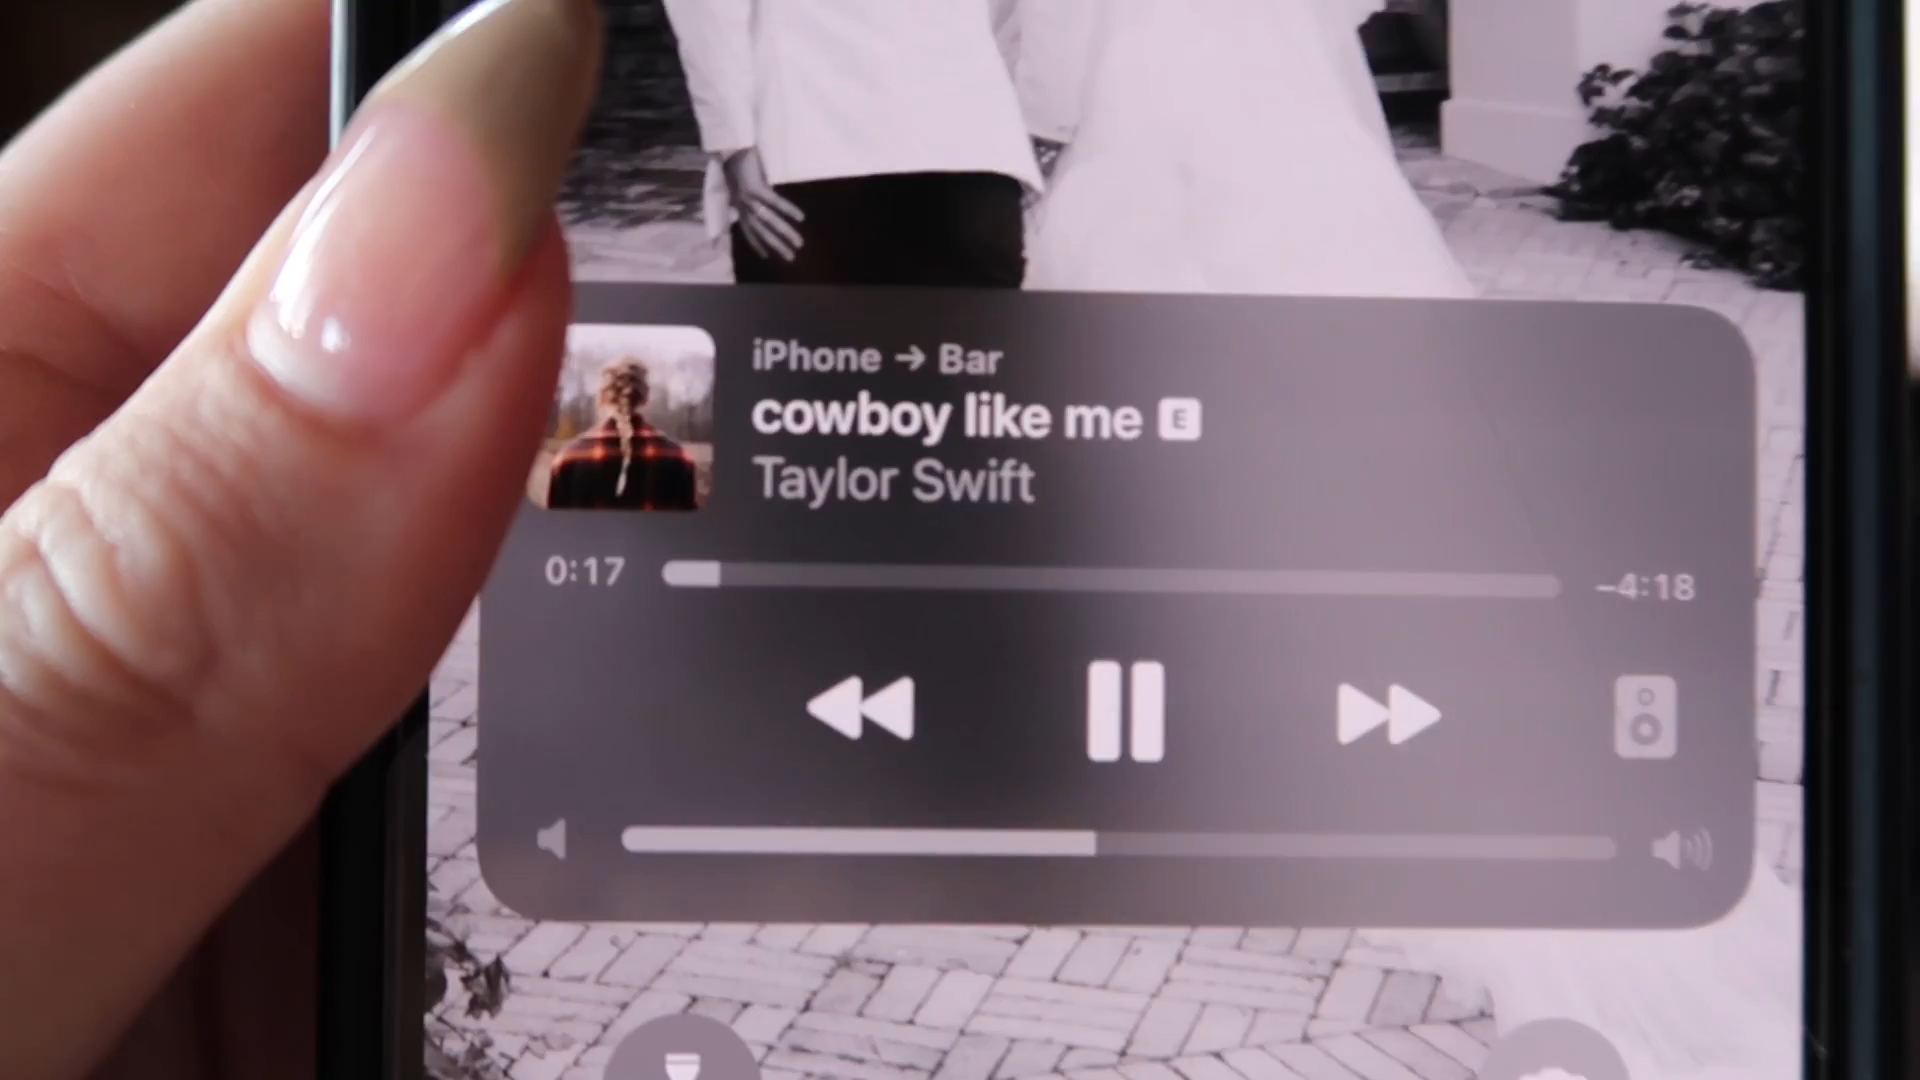 iPhone → Bar
cowboy like me E
Taylor Swift
0:17
-4:18